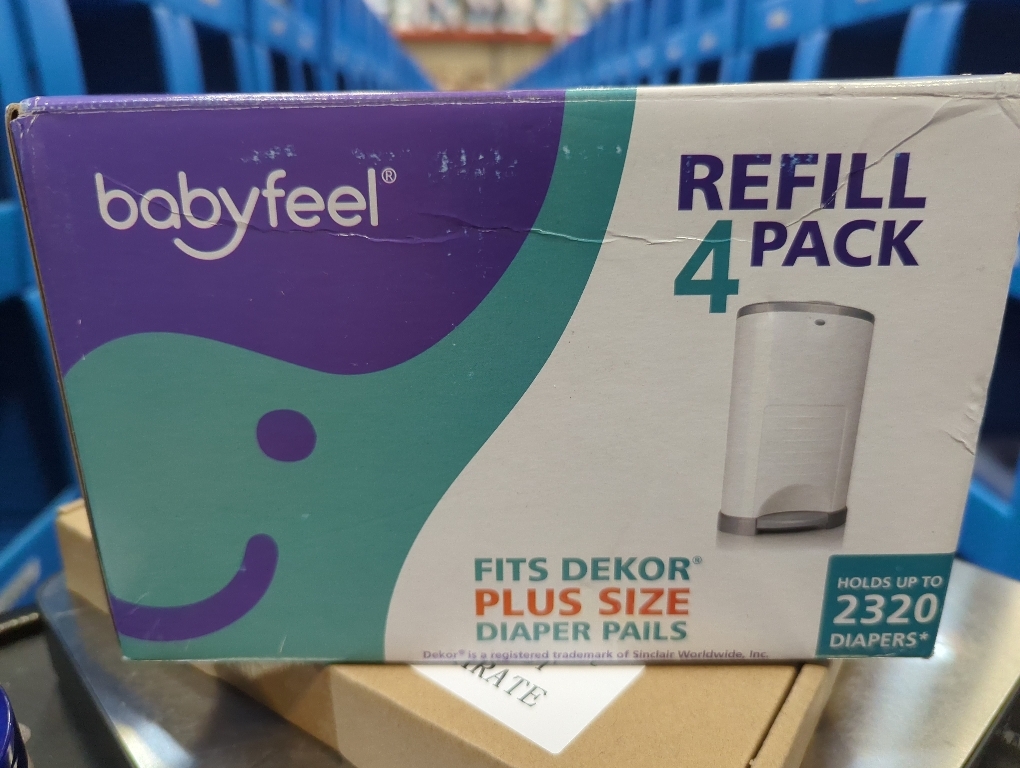 babyfeel®
REFILL
4 PACK
FITS DEKOR®
PLUS SIZE
DIAPER PAILS
HOLDS UP TO
2320
DIAPERS*
Dekor® is a registered trademark of Sinclair Worldwide, Inc.